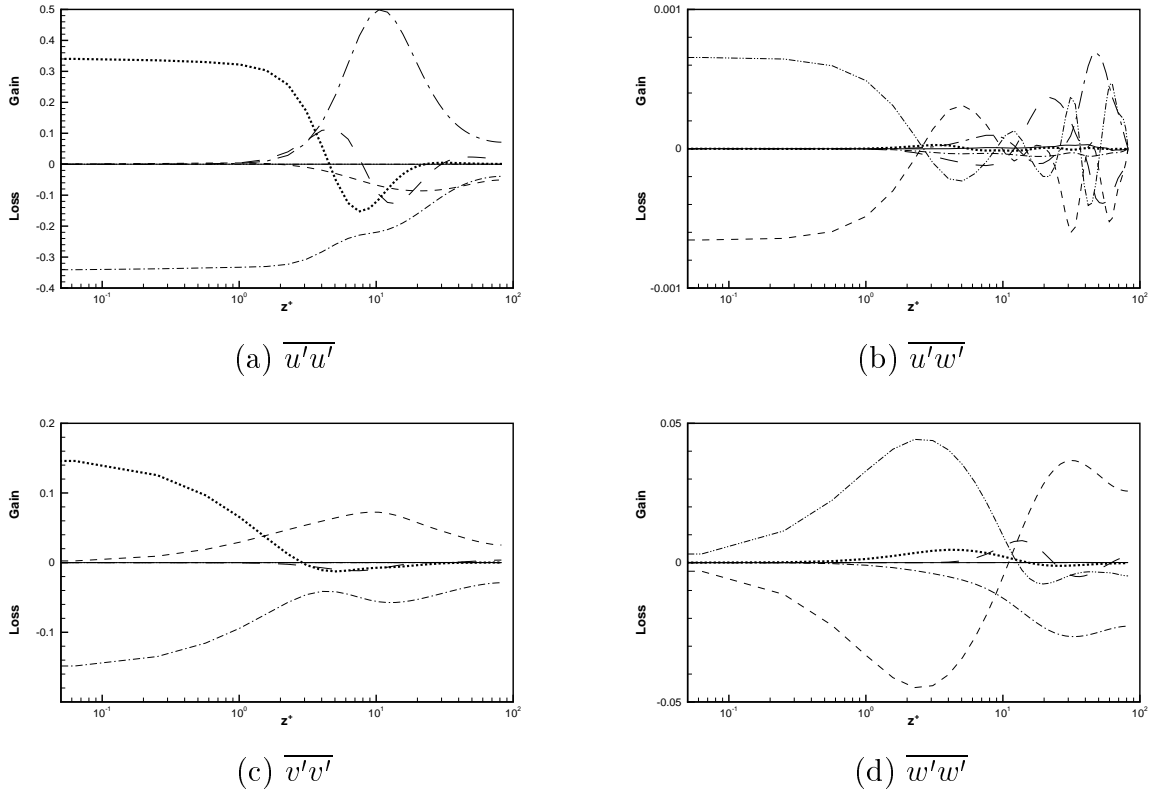 0.5
0.4
0.3
0.2
0.1
0
-0.1
-0.2
-0.3
-0.4
Gain
Loss
10⁻¹ 10⁰ 10¹ 10²
z⁺
(a) u'u'
0.001
0
-0.001
Gain
Loss
10⁻¹ 10⁰ 10¹ 10²
z⁺
(b) u'w'
0.2
0.1
0
-0.1
Gain
Loss
10⁻¹ 10⁰ 10¹ 10²
z⁺
(c) v'v'
0.05
0
-0.05
Gain
Loss
10⁻¹ 10⁰ 10¹ 10²
z⁺
(d) w'w'